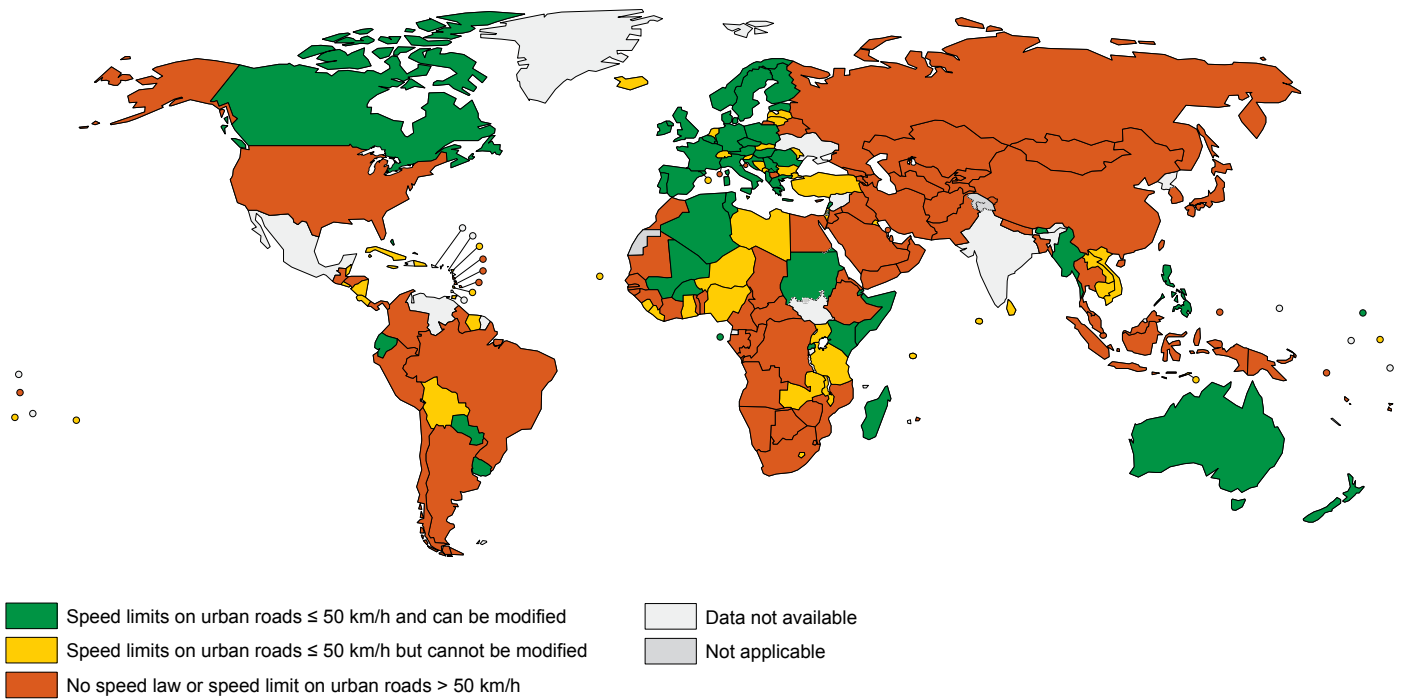 Speed limits on urban roads ≤ 50 km/h and can be modified
Speed limits on urban roads ≤ 50 km/h but cannot be modified
No speed law or speed limit on urban roads > 50 km/h
Data not available
Not applicable